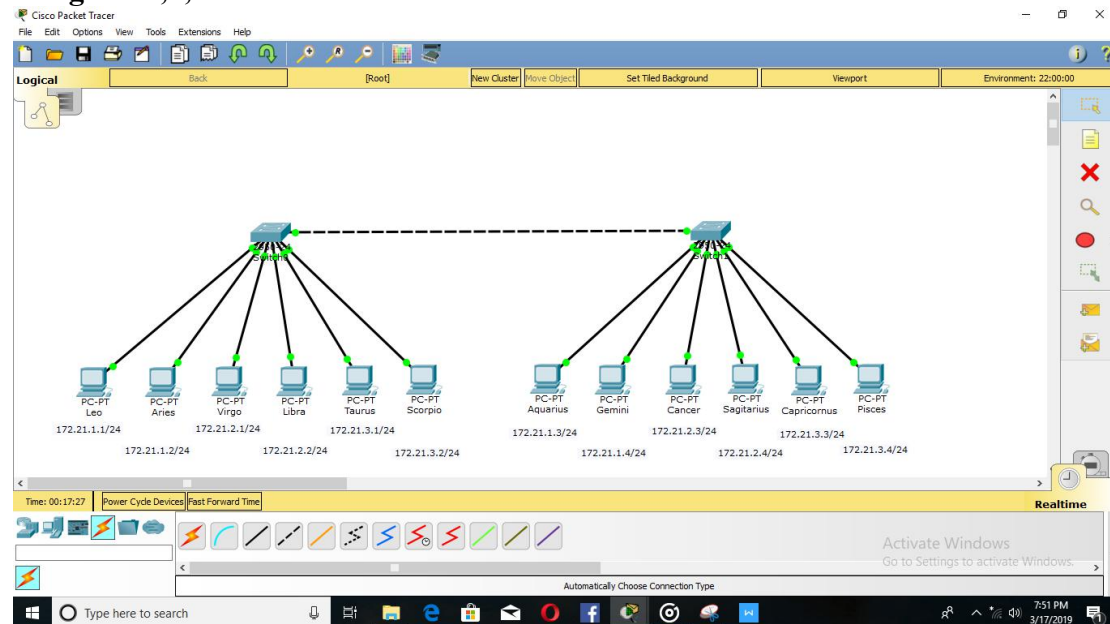 Cisco Packet Tracer
File Edit Options View Tools Extensions Help
Logical Back [Root] New Cluster Move Object Set Tiled Background Viewport Environment: 22:00:00
PC-PT PC-PT PC-PT PC-PT PC-PT PC-PT PC-PT PC-PT PC-PT PC-PT PC-PT PC-PT
Leo Aries Virgo Libra Taurus Scorpio Aquarius Gemini Cancer Sagitarius Capricornus Pisces
172.21.1.1/24 172.21.2.1/24 172.21.3.1/24 172.21.1.3/24 172.21.2.3/24 172.21.3.3/24
172.21.1.2/24 172.21.2.2/24 172.21.3.2/24 172.21.1.4/24 172.21.2.4/24 172.21.3.4/24
Time: 00:17:27 Power Cycle Devices Fast Forward Time Realtime
Activate Windows
Go to Settings to activate Windows.
Automatically Choose Connection Type
Type here to search
7:51 PM
3/17/2019